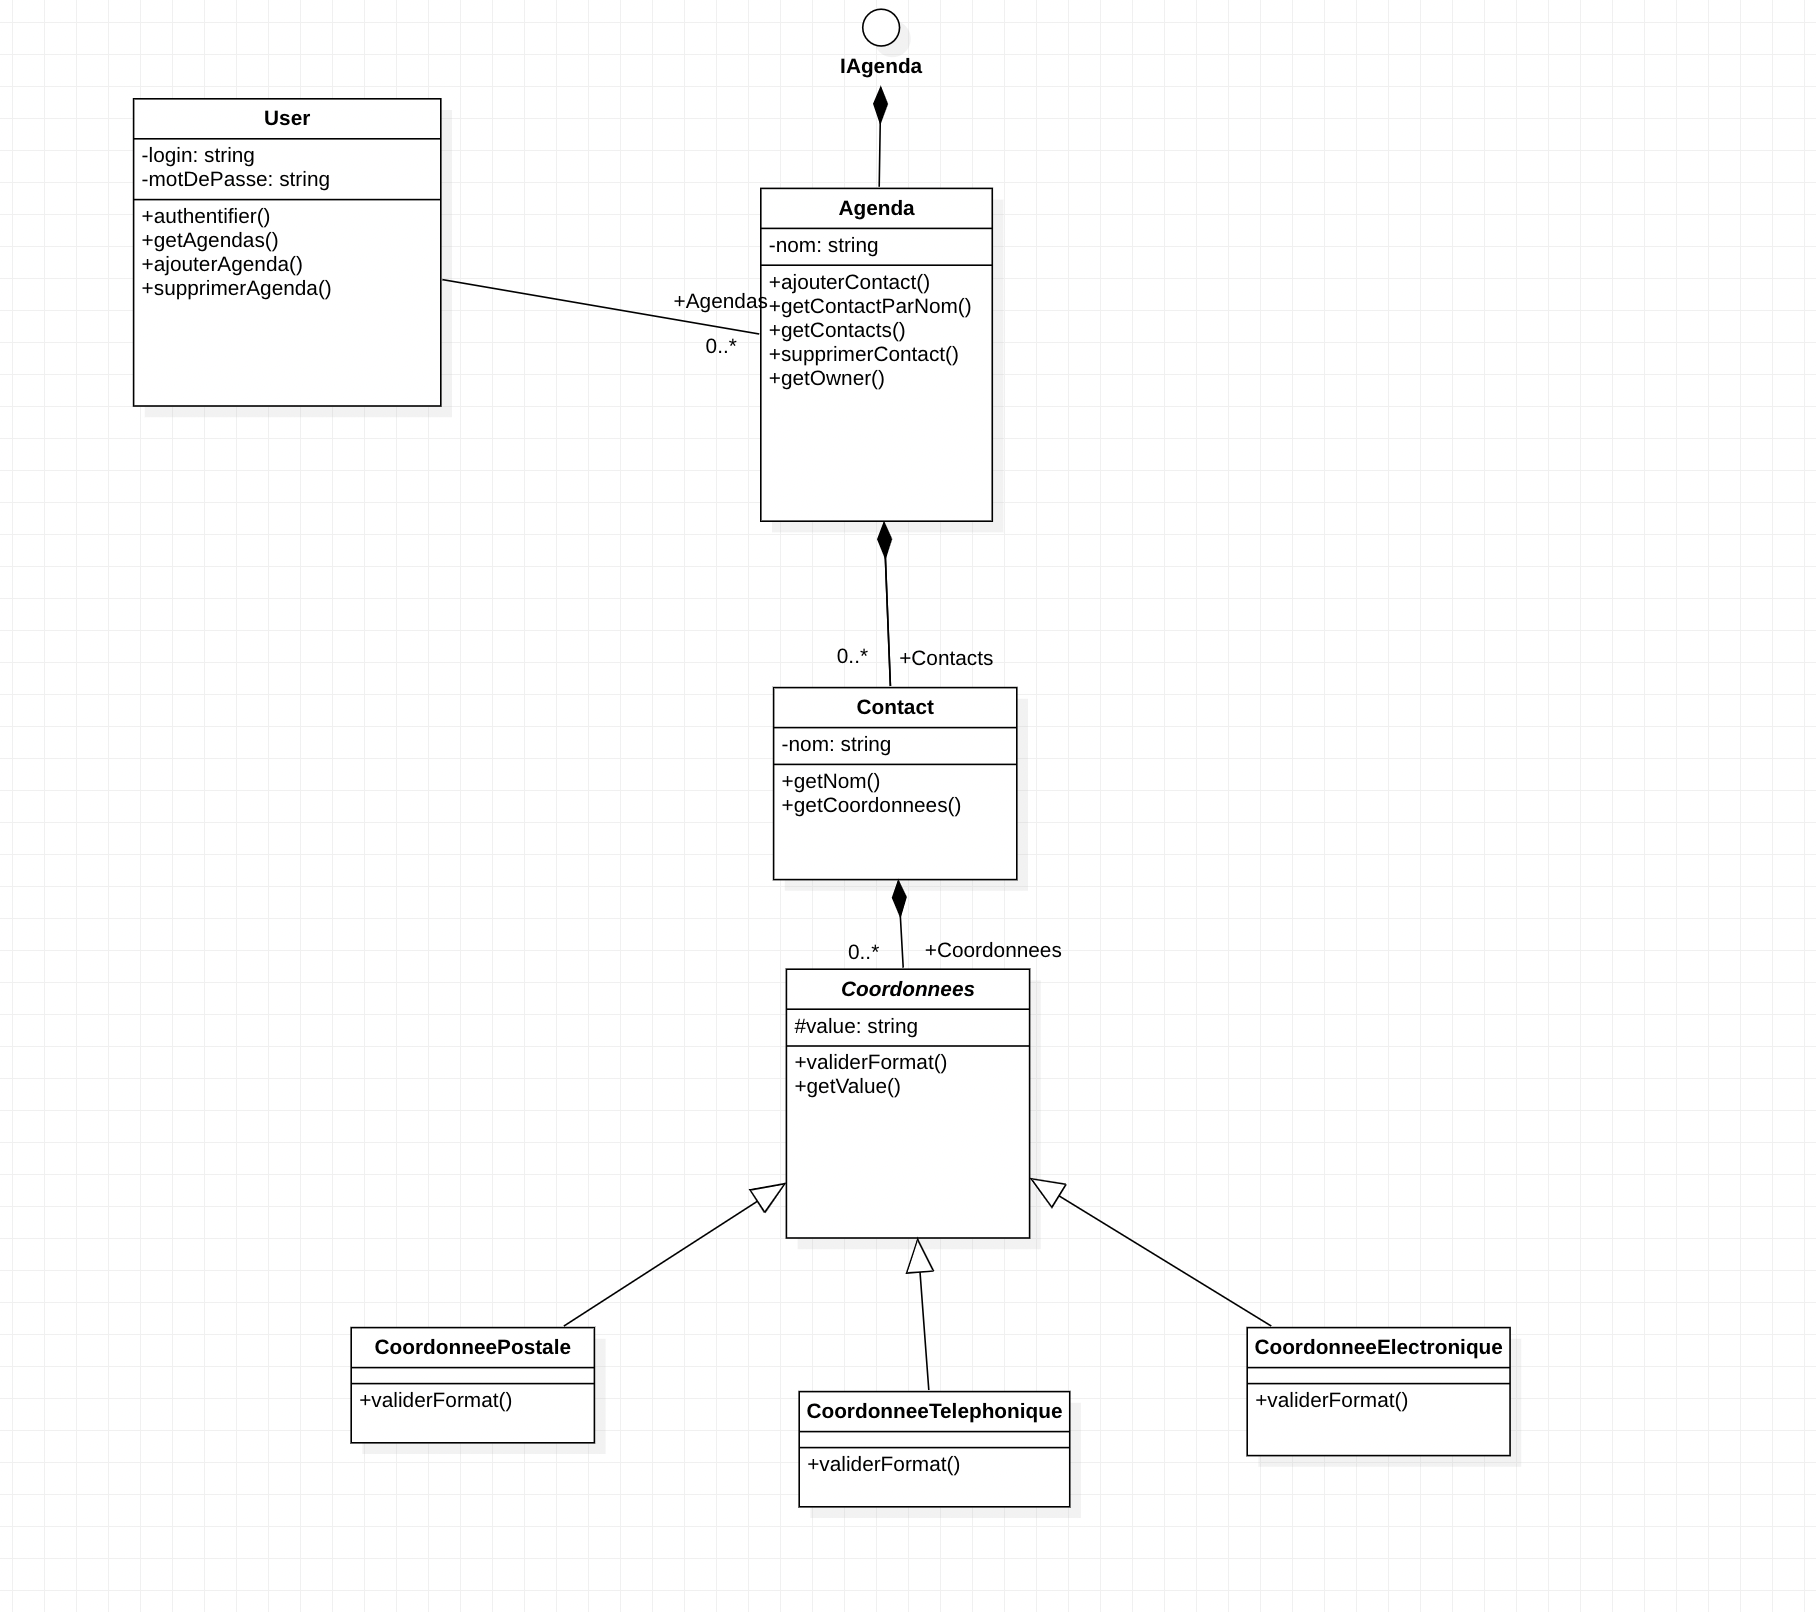 IAgenda
User
-login: string
-motDePasse: string
+authentifier()
+getAgendas()
+ajouterAgenda()
+supprimerAgenda()
+Agendas
0..*
Agenda
-nom: string
+ajouterContact()
+getContactParNom()
+getContacts()
+supprimerContact()
+getOwner()
0..*
+Contacts
Contact
-nom: string
+getNom()
+getCoordonnees()
0..*
+Coordonnees
Coordonnees
#value: string
+validerFormat()
+getValue()
CoordonneePostale
+validerFormat()
CoordonneeTelephonique
+validerFormat()
CoordonneeElectronique
+validerFormat()